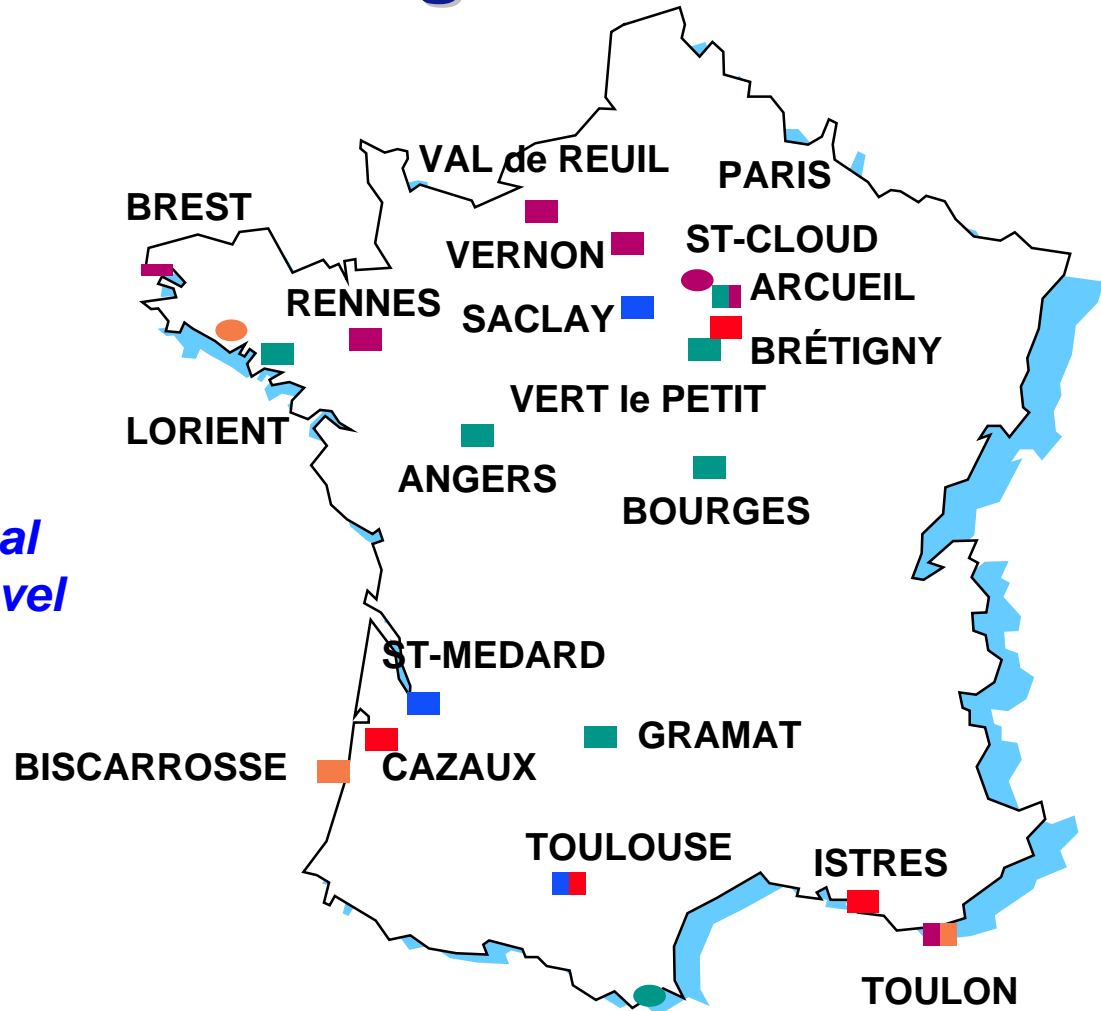 VAL de REUIL
PARIS
BREST
ST-CLOUD
VERNON
ARCUEIL
RENNES
SACLAY
BRÉTIGNY
VERT le PETIT
LORIENT
ANGERS
BOURGES
al
vel
ST-MEDARD
GRAMAT
BISCARROSSE
CAZAUX
TOULOUSE
ISTRES
TOULON